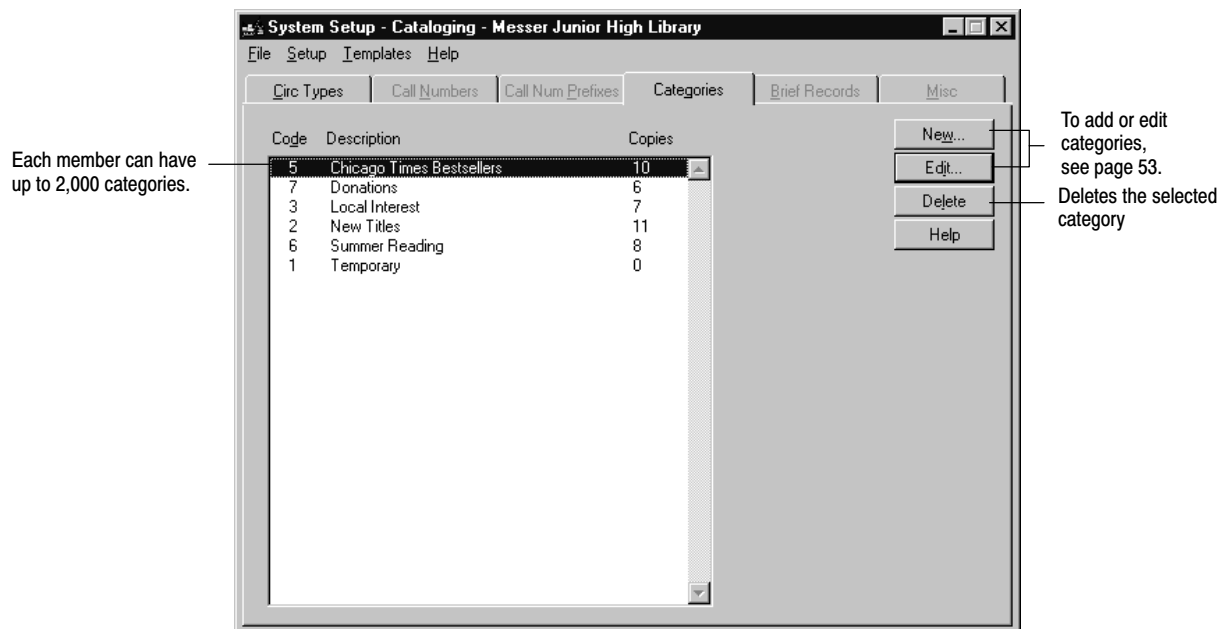 System Setup - Cataloging - Messer Junior High Library
File Setup Templates Help
Circ Types Call Numbers Call Num Prefixes Categories Brief Records Misc
Code Description Copies
5 Chicago Times Bestsellers 10
7 Donations 6
3 Local Interest 7
2 New Titles 11
6 Summer Reading 8
1 Temporary 0
New...
Edit...
Delete
Help
Each member can have
up to 2,000 categories.
To add or edit
categories,
see page 53.
Deletes the selected
category